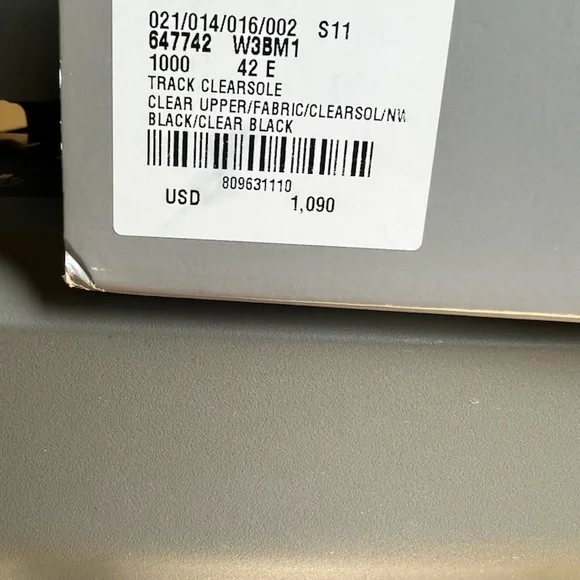 021/014/016/002 S11
647742 W3BM1
1000 42 E
TRACK CLEARSOLE
CLEAR UPPER/FABRIC/CLEARSOL/NW
BLACK/CLEAR BLACK
809631110
USD 1,090